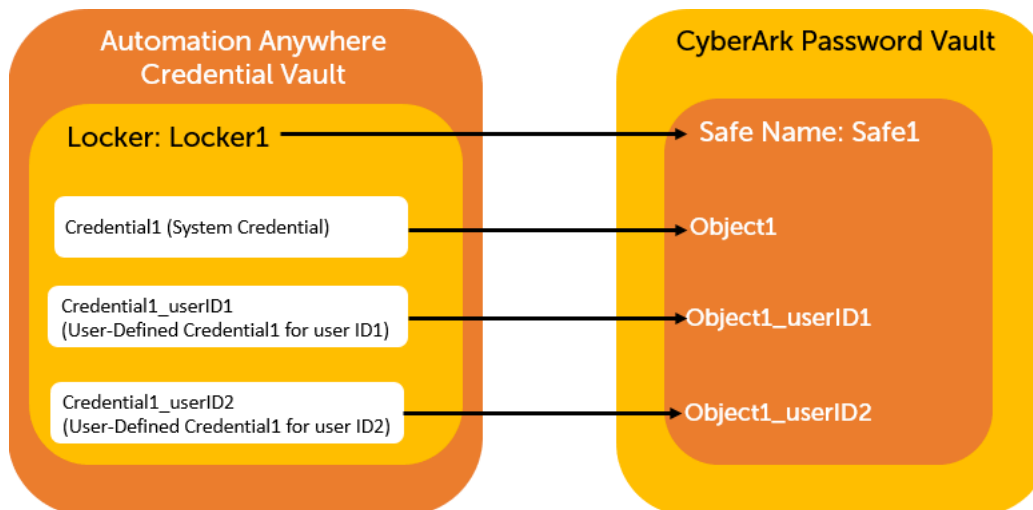 Automation Anywhere
Credential Vault
Locker: Locker1
Credential1 (System Credential)
Credential1_userID1
(User-Defined Credential1 for user ID1)
Credential1_userID2
(User-Defined Credential1 for user ID2)
CyberArk Password Vault
Safe Name: Safe1
Object1
Object1_userID1
Object1_userID2